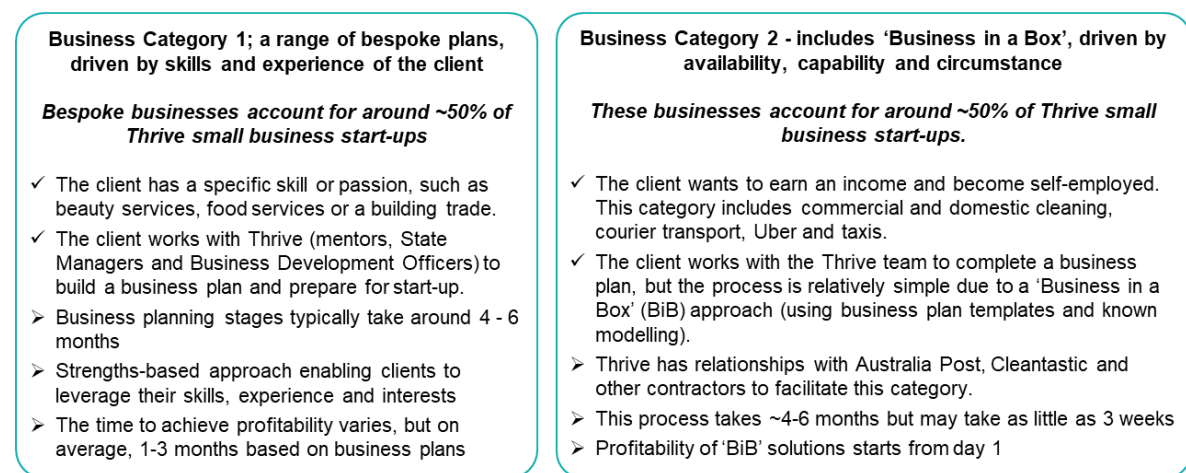 Business Category 1; a range of bespoke plans,
driven by skills and experience of the client
Bespoke businesses account for around ~50% of
Thrive small business start-ups
✓ The client has a specific skill or passion, such as
beauty services, food services or a building trade.
✓ The client works with Thrive (mentors, State
Managers and Business Development Officers) to
build a business plan and prepare for start-up.
➢ Business planning stages typically take around 4 - 6
months
➢ Strengths-based approach enabling clients to
leverage their skills, experience and interests
➢ The time to achieve profitability varies, but on
average, 1-3 months based on business plans
Business Category 2 - includes ‘Business in a Box’, driven by
availability, capability and circumstance
These businesses account for around ~50% of Thrive small
business start-ups.
✓ The client wants to earn an income and become self-employed.
This category includes commercial and domestic cleaning,
courier transport, Uber and taxis.
✓ The client works with the Thrive team to complete a business
plan, but the process is relatively simple due to a ‘Business in a
Box’ (BiB) approach (using business plan templates and known
modelling).
➢ Thrive has relationships with Australia Post, Cleantastic and
other contractors to facilitate this category.
➢ This process takes ~4-6 months but may take as little as 3 weeks
➢ Profitability of ‘BiB’ solutions starts from day 1